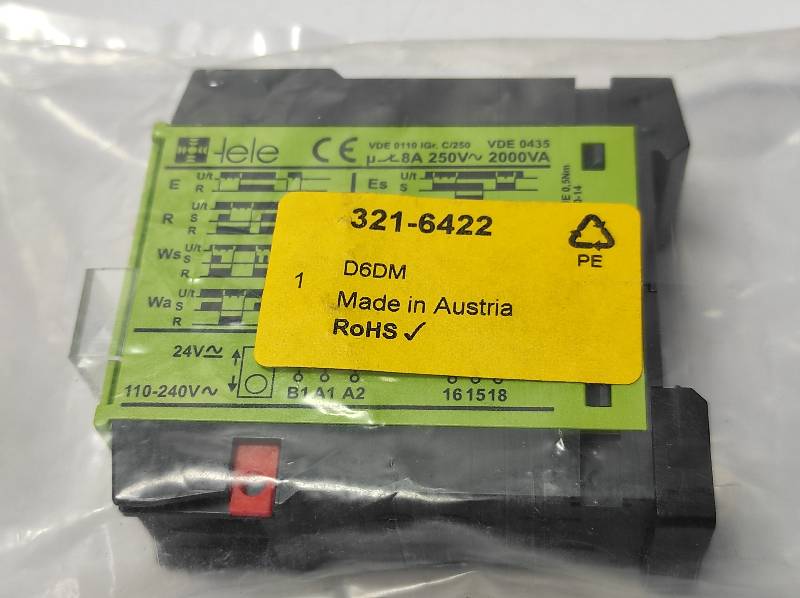 tele CE VDE 0110 IGr. C/250 VDE 0435
µ 8A 250V~ 2000VA
E U/t R
Es U/t S
R U/t S R
Ws U/t S R
Wa U/t S R
321-6422
PE
1 D6DM
Made in Austria
RoHS ✓
24V
110-240V~
B1 A1 A2 16 15 18